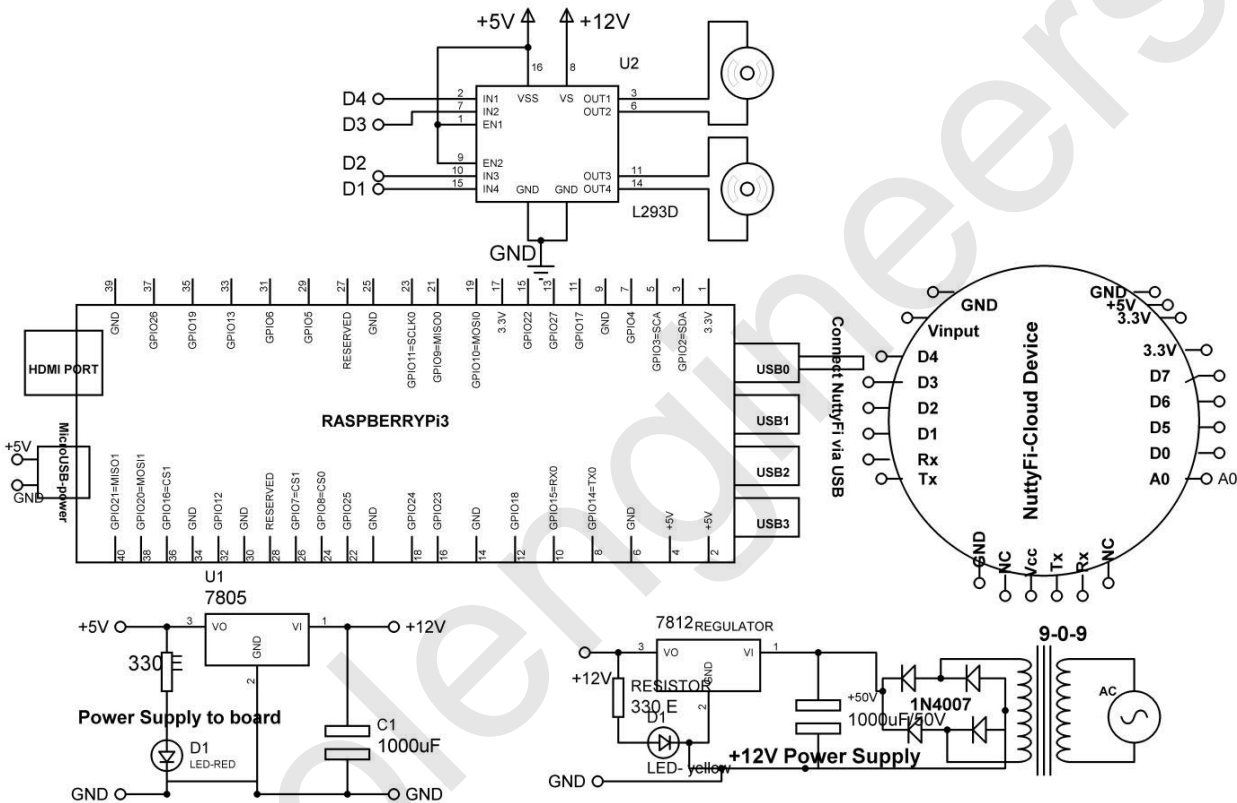 +5V
+12V
U2
16
8
VSS
VS
D4
2
IN1
OUT1
3
7
IN2
OUT2
6
D3
1
EN1
D2
9
EN2
10
IN3
OUT3
11
D1
15
IN4
GND
GND
OUT4
14
L293D
GND
39
37
35
33
31
29
27
25
23
21
19
17
15
13
11
9
7
5
3
1
GND
GPIO26
GPIO19
GPIO13
GPIO6
GPIO5
RESERVED
GND
GPIO11=SCLK0
GPIO9=MISO0
GPIO10=MOSI0
3.3V
GPIO22
GPIO27
GPIO17
GND
GPIO4
GPIO3=SCA
GPIO2=SDA
3.3V
HDMI PORT
RASPBERRYPi3
USB0
USB1
USB2
USB3
+5V
GND
MicroUSB-power
GPIO21=MISO1
GPIO20=MOSI1
GPIO16=CS1
GND
GPIO12
GND
RESERVED
GPIO7=CS1
GPIO8=CS0
GPIO25
GND
GPIO24
GPIO23
GND
GPIO18
GPIO15=RX0
GPIO14=TX0
GND
+5V
+5V
40
38
36
34
32
30
28
26
24
22
18
16
14
12
10
8
6
4
2
Connect NuttyFi via USB
GND
Vinput
D4
D3
D2
D1
Rx
Tx
NuttyFi-Cloud Device
GND
+5V
3.3V
3.3V
D7
D6
D5
D0
A0
A0
GND
NC
Vcc
Tx
Rx
NC
U1
7805
+5V
3
VO
VI
1
+12V
GND
2
330 E
Power Supply to board
D1
LED-RED
C1
1000uF
GND
GND
7812
REGULATOR
3
VO
VI
1
GND
2
+12V
RESISTOR
330 E
D1
LED- yellow
+50V
1000uF/50V
1N4007
+12V Power Supply
GND
9-0-9
AC
olengineers